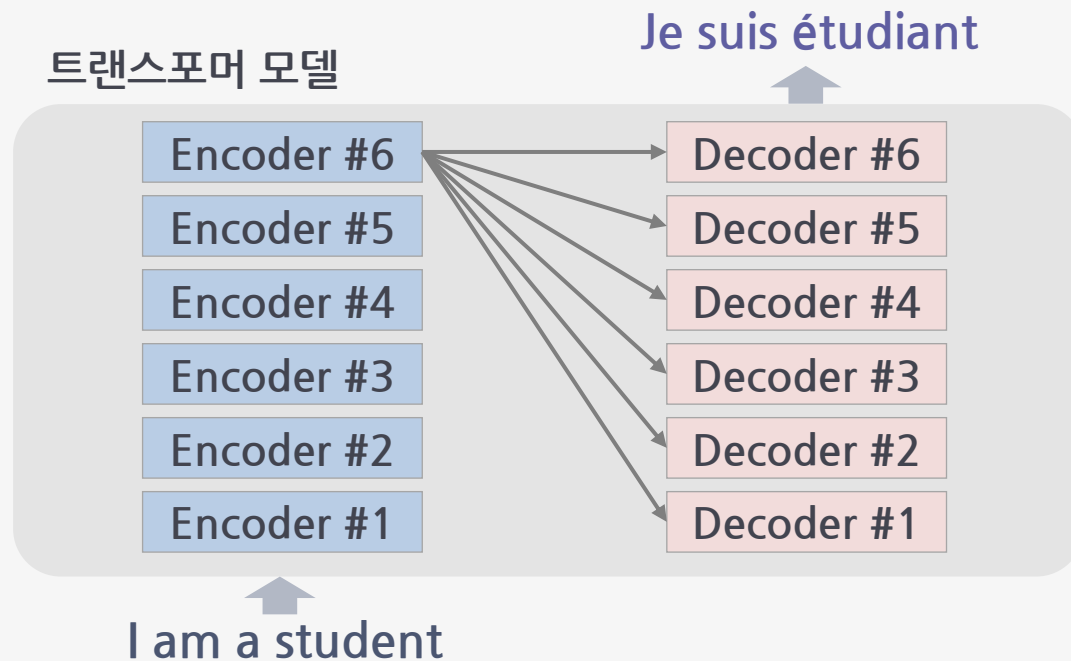 Je suis étudiant
트랜스포머 모델
Encoder #6
Decoder #6
Encoder #5
Decoder #5
Encoder #4
Decoder #4
Encoder #3
Decoder #3
Encoder #2
Decoder #2
Encoder #1
Decoder #1
I am a student